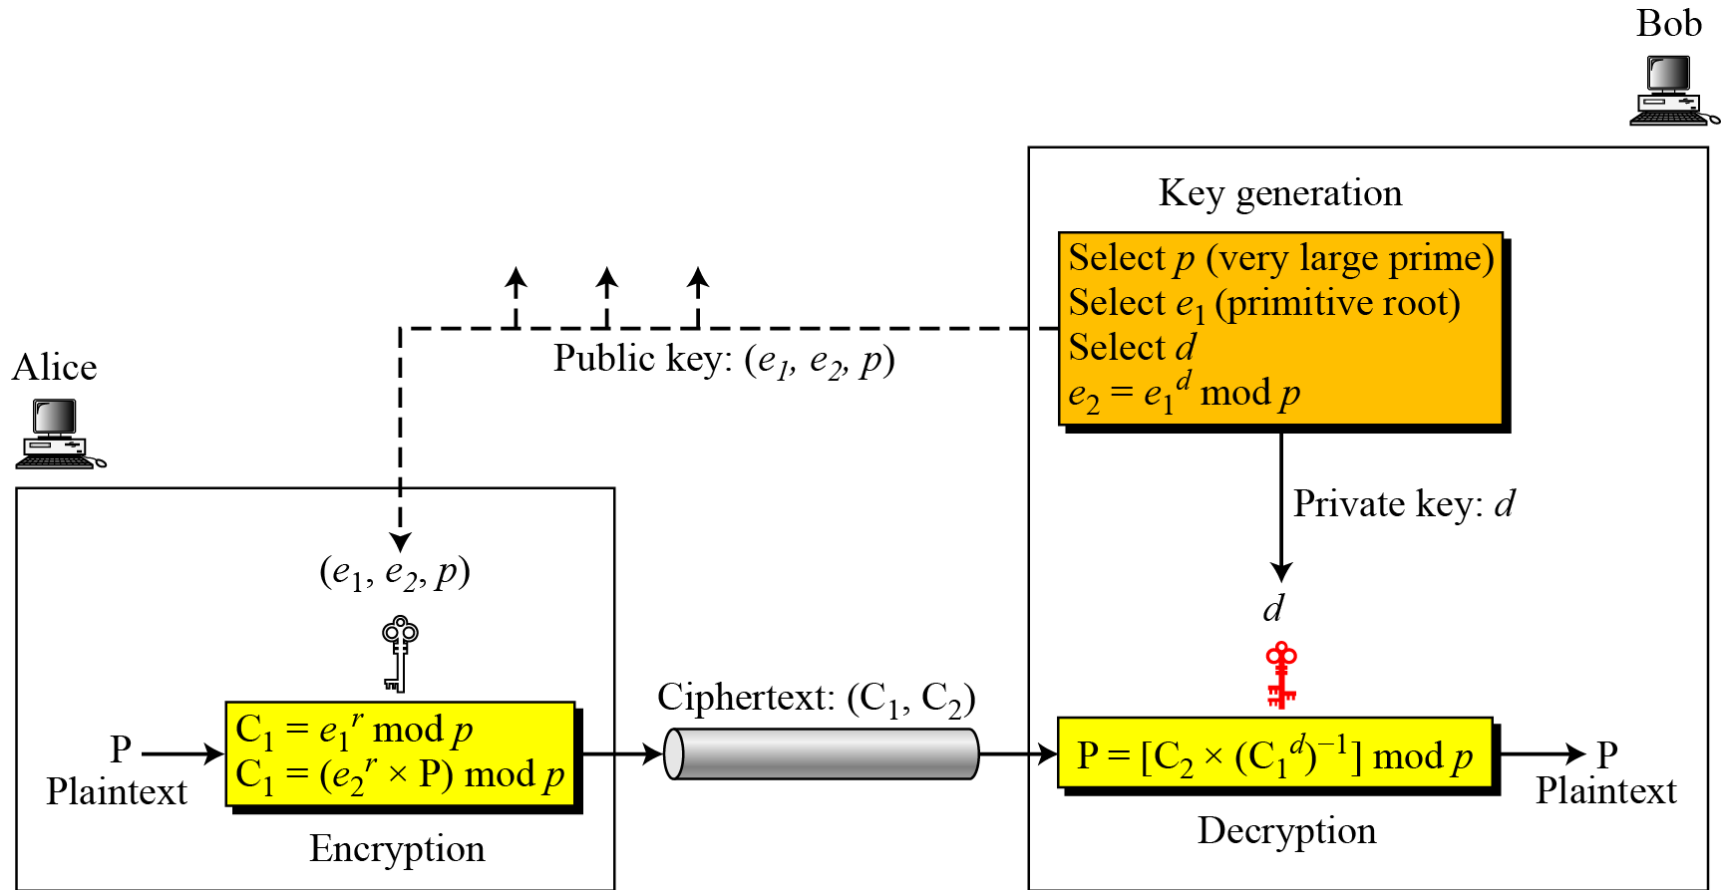 Bob
Key generation
Select p (very large prime)
Select e₁ (primitive root)
Select d
e₂ = e₁ᵈ mod p
Public key: (e₁, e₂, p)
Alice
Private key: d
(e₁, e₂, p)
d
Ciphertext: (C₁, C₂)
C₁ = e₁ʳ mod p
C₁ = (e₂ʳ × P) mod p
P
Plaintext
P = [C₂ × (C₁ᵈ)⁻¹] mod p
P
Plaintext
Encryption
Decryption